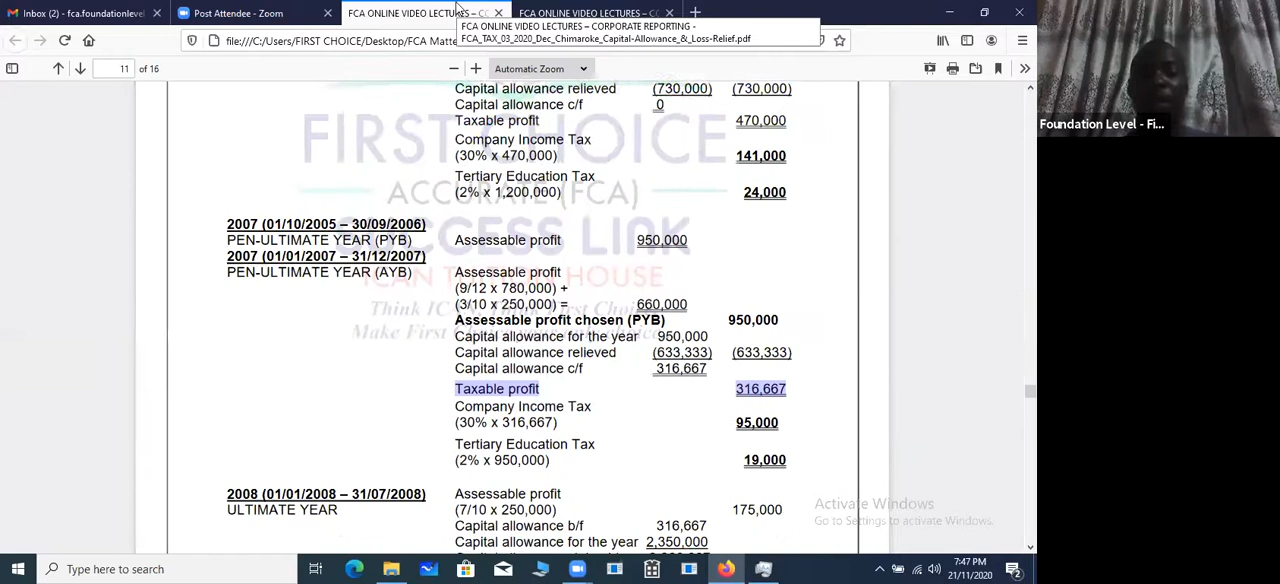 Inbox (3) - fca.foundationlevel
Post Attendee - Zoom
FCA ONLINE VIDEO LECTURES – CC
FCA ONLINE VIDEO LECTURES – CC
FCA ONLINE VIDEO LECTURES – CORPORATE REPORTING -
FCA_TAX_03_2020_Dec_Chimaroke_Capital-Allowance_&_Loss-Relief.pdf
file:///C:/Users/FIRST CHOICE/Desktop/FCA Matte
11 of 16
Automatic Zoom
Foundation Level - Fi...
Capital allowance relieved (730,000) (730,000)
Capital allowance c/f 0
Taxable profit 470,000
Company Income Tax
(30% x 470,000) 141,000
Tertiary Education Tax
(2% x 1,200,000) 24,000
2007 (01/10/2005 – 30/09/2006)
PEN-ULTIMATE YEAR (PYB) Assessable profit 950,000
2007 (01/01/2007 – 31/12/2007)
PEN-ULTIMATE YEAR (AYB) Assessable profit
(9/12 x 780,000) +
(3/10 x 250,000) = 660,000
Assessable profit chosen (PYB) 950,000
Capital allowance for the year 950,000
Capital allowance relieved (633,333) (633,333)
Capital allowance c/f 316,667
Taxable profit 316,667
Company Income Tax
(30% x 316,667) 95,000
Tertiary Education Tax
(2% x 950,000) 19,000
2008 (01/01/2008 – 31/07/2008) Assessable profit
ULTIMATE YEAR (7/10 x 250,000) 175,000
Capital allowance b/f 316,667
Capital allowance for the year 2,350,000
FIRST CHOICE
ACCURATE (FCA)
SUCCESS LINK
Activate Windows
Go to Settings to activate Windows.
Type here to search
7:47 PM
21/11/2020
2